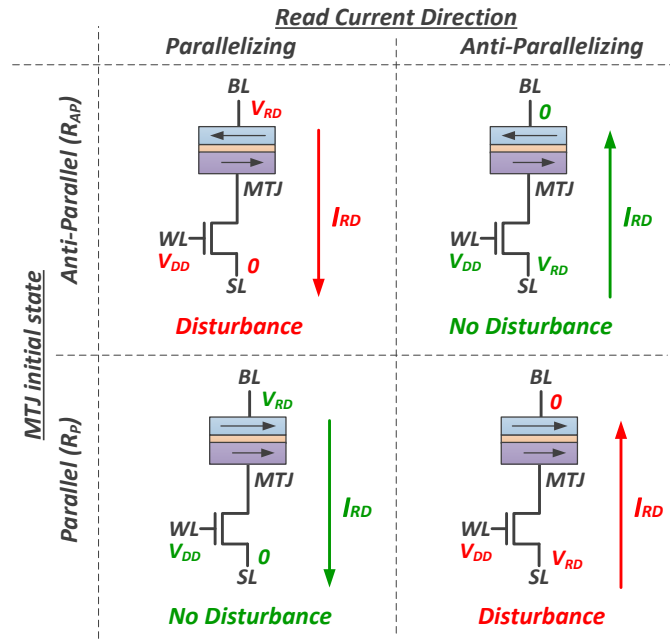 Read Current Direction
Parallelizing
Anti-Parallelizing
MTJ initial state
Anti-Parallel (RAP)
BL
VRD
MTJ
IRD
WL
VDD
0
SL
Disturbance
BL
0
MTJ
IRD
WL
VDD
VRD
SL
No Disturbance
Parallel (RP)
BL
VRD
MTJ
IRD
WL
VDD
0
SL
No Disturbance
BL
0
MTJ
IRD
WL
VDD
VRD
SL
Disturbance